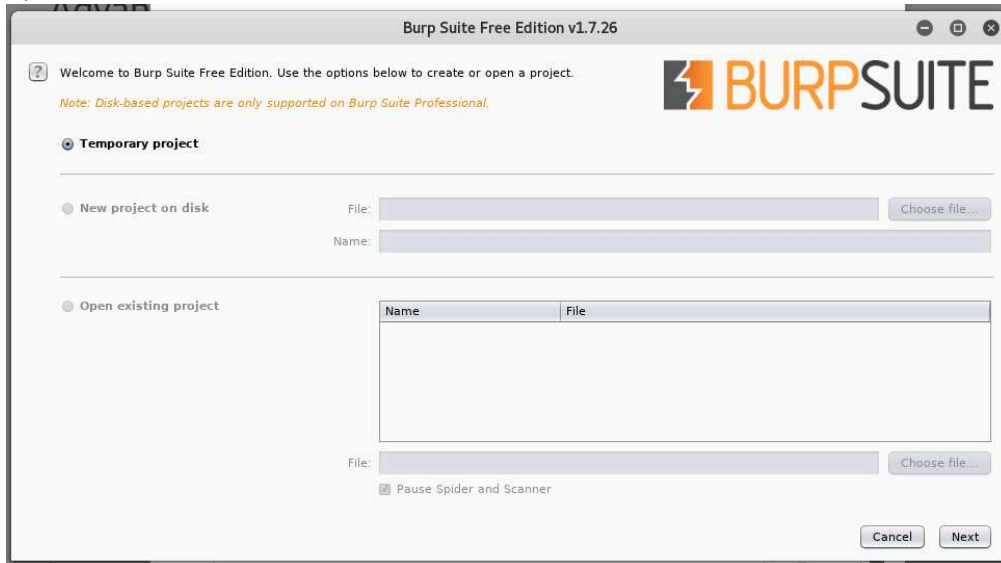 Burp Suite Free Edition v1.7.26
? Welcome to Burp Suite Free Edition. Use the options below to create or open a project.
BURPSUITE
Note: Disk-based projects are only supported on Burp Suite Professional.
Temporary project
New project on disk File: Choose file...
Name:
Open existing project
Name File
File: Choose file...
Pause Spider and Scanner
Cancel Next